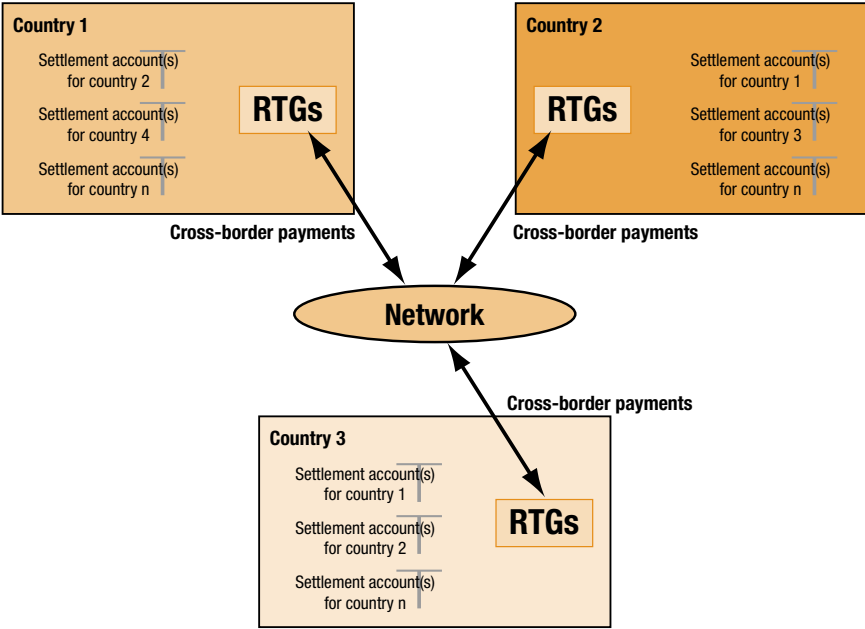 Country 1
Settlement account(s)
for country 2
Settlement account(s)
for country 4
Settlement account(s)
for country n
RTGs
Country 2
RTGs
Settlement account(s)
for country 1
Settlement account(s)
for country 3
Settlement account(s)
for country n
Cross-border payments
Cross-border payments
Network
Cross-border payments
Country 3
Settlement account(s)
for country 1
Settlement account(s)
for country 2
Settlement account(s)
for country n
RTGs